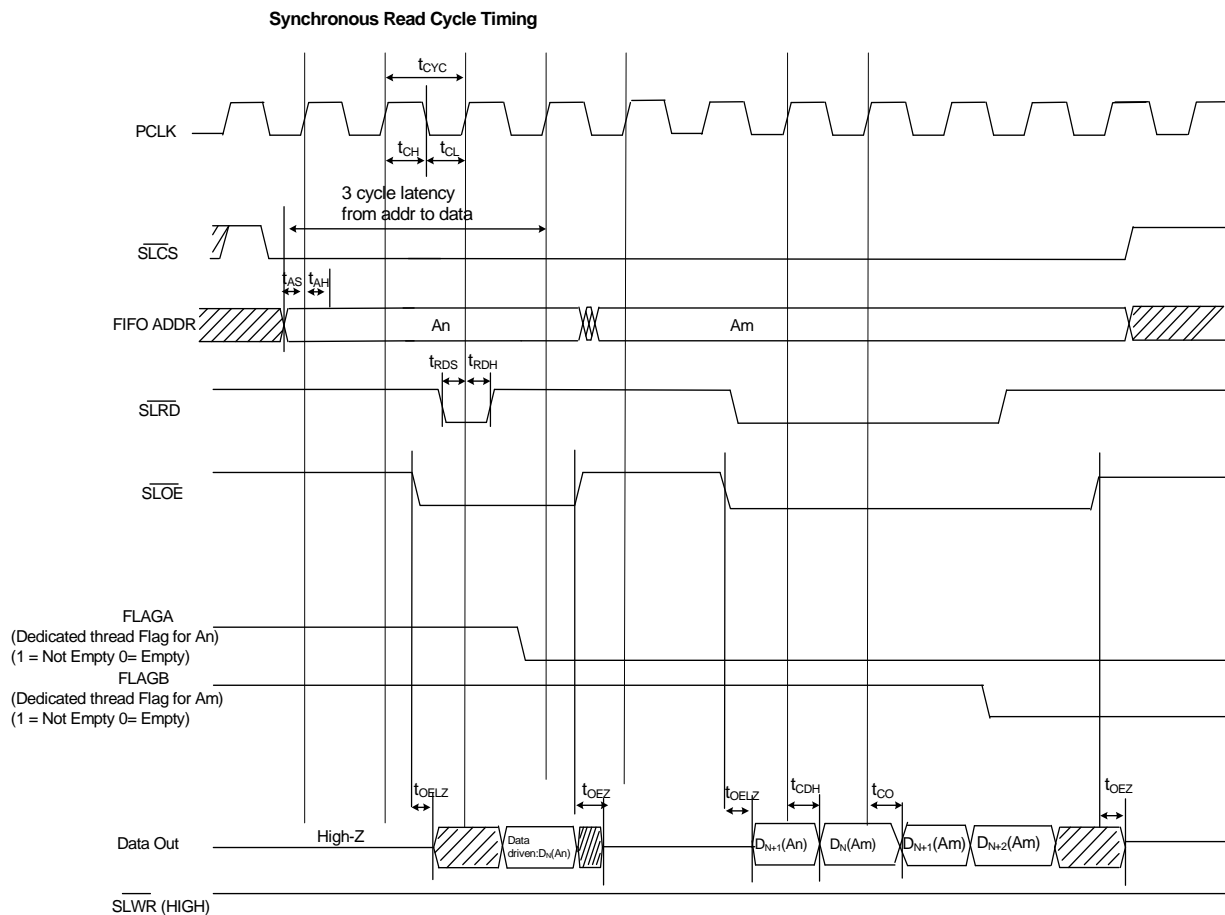 Synchronous Read Cycle Timing
tCYC
PCLK
tCH
tCL
3 cycle latency
from addr to data
SLCS
tAS
tAH
FIFO ADDR
An
Am
tRDS
tRDH
SLRD
SLOE
FLAGA
(Dedicated thread Flag for An)
(1 = Not Empty 0= Empty)
FLAGB
(Dedicated thread Flag for Am)
(1 = Not Empty 0= Empty)
tOELZ
tOEZ
tOELZ
tCDH
tCO
tOEZ
Data Out
High-Z
Data
driven:DN(An)
DN+1(An)
DN(Am)
DN+1(Am)
DN+2(Am)
SLWR (HIGH)